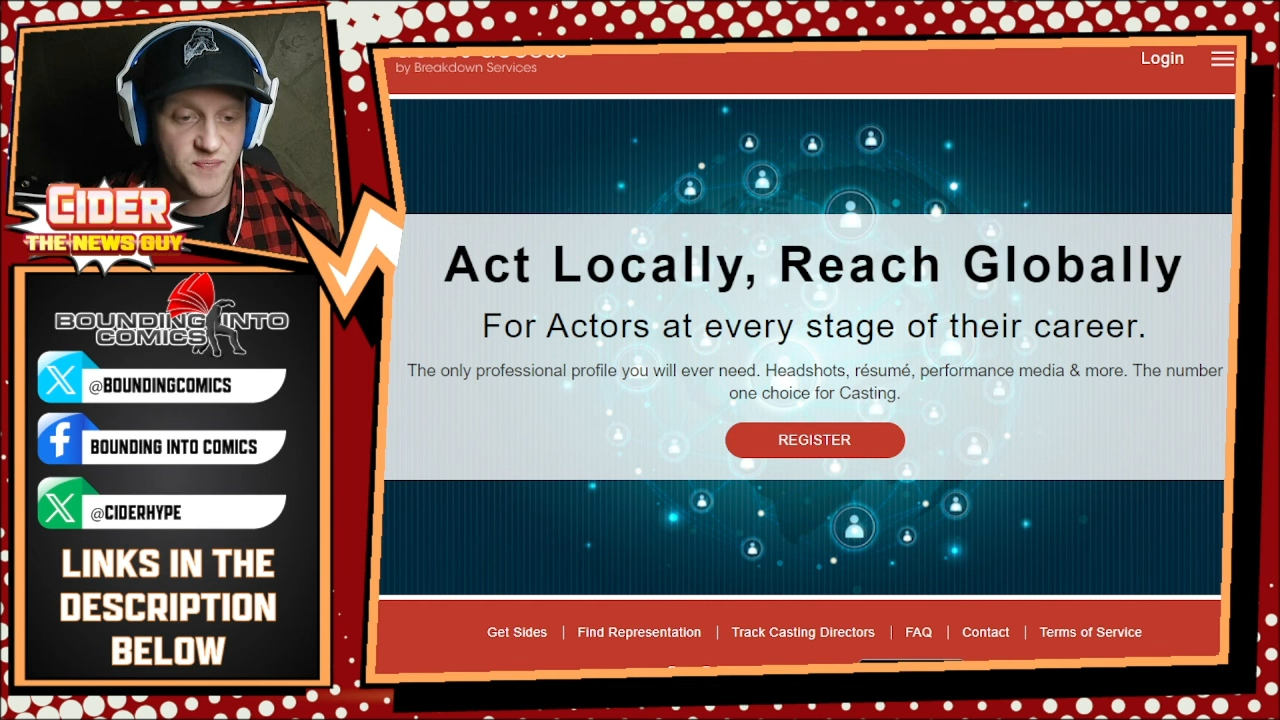 CIDER
THE NEWS GUY
BOUNDING INTO
COMICS
@BOUNDINGCOMICS
BOUNDING INTO COMICS
@CIDERHYPE
LINKS IN THE
DESCRIPTION
BELOW
by Breakdown Services
Login
Act Locally, Reach Globally
For Actors at every stage of their career.
The only professional profile you will ever need. Headshots, résumé, performance media & more. The number
one choice for Casting.
REGISTER
Get Sides | Find Representation | Track Casting Directors | FAQ | Contact | Terms of Service